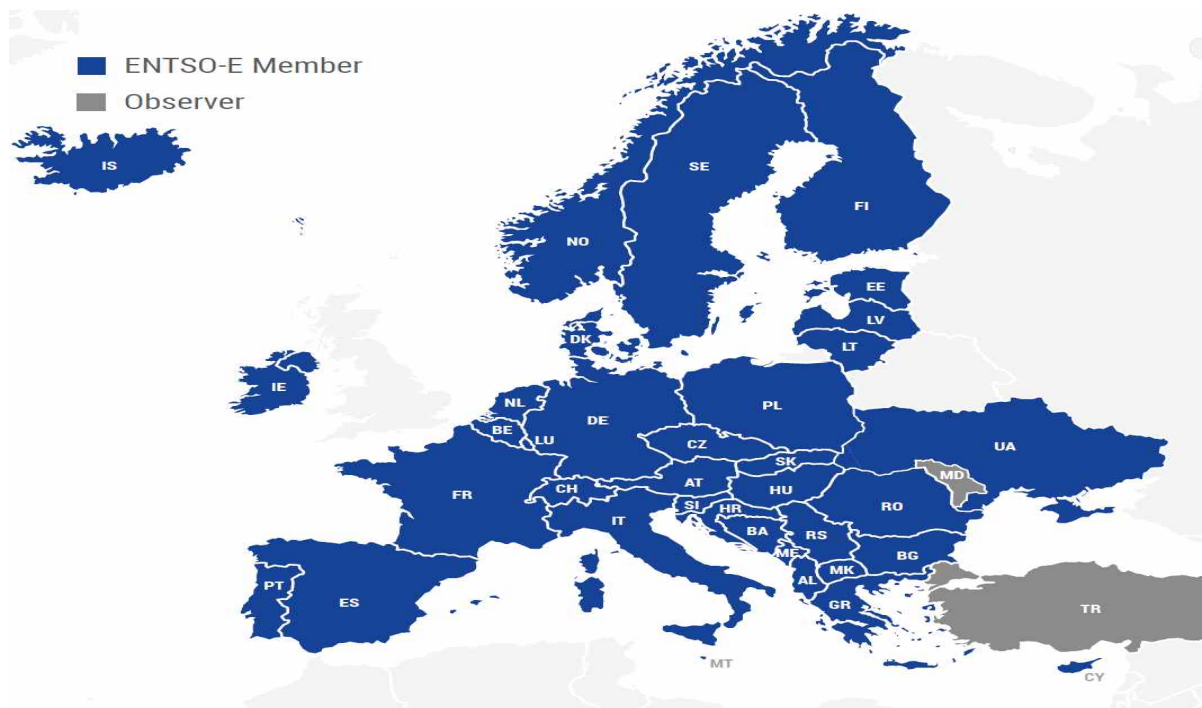 ENTSO-E Member
Observer
IS
SE
FI
NO
EE
LV
DK
LT
IE
NL
PL
DE
BE
LU
CZ
UA
SK
MD
AT
FR
CH
HU
SI
HR
RO
IT
BA
RS
ME
BG
MK
PT
AL
ES
GR
TR
MT
CY